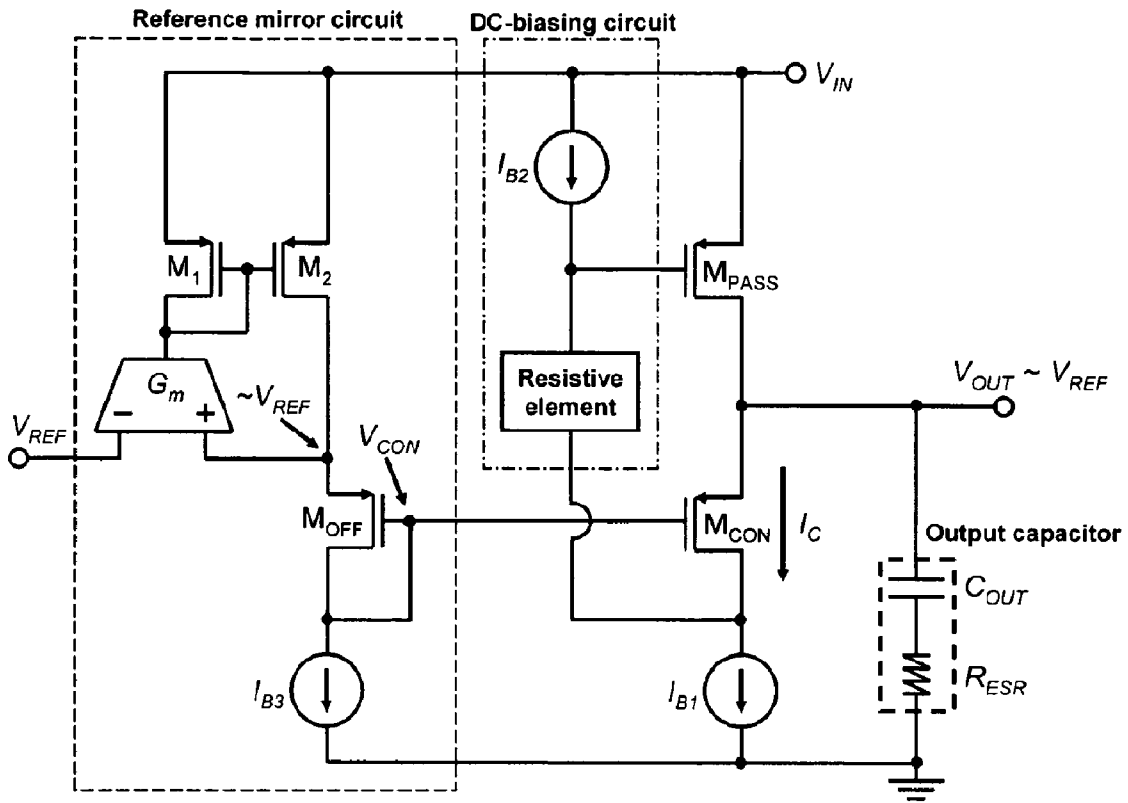 Reference mirror circuit
DC-biasing circuit
V_IN
I_B2
M_1
M_2
M_PASS
G_m
− +
~V_REF
V_REF
Resistive
element
V_OUT ~ V_REF
V_CON
M_OFF
M_CON
I_C
Output capacitor
C_OUT
R_ESR
I_B3
I_B1